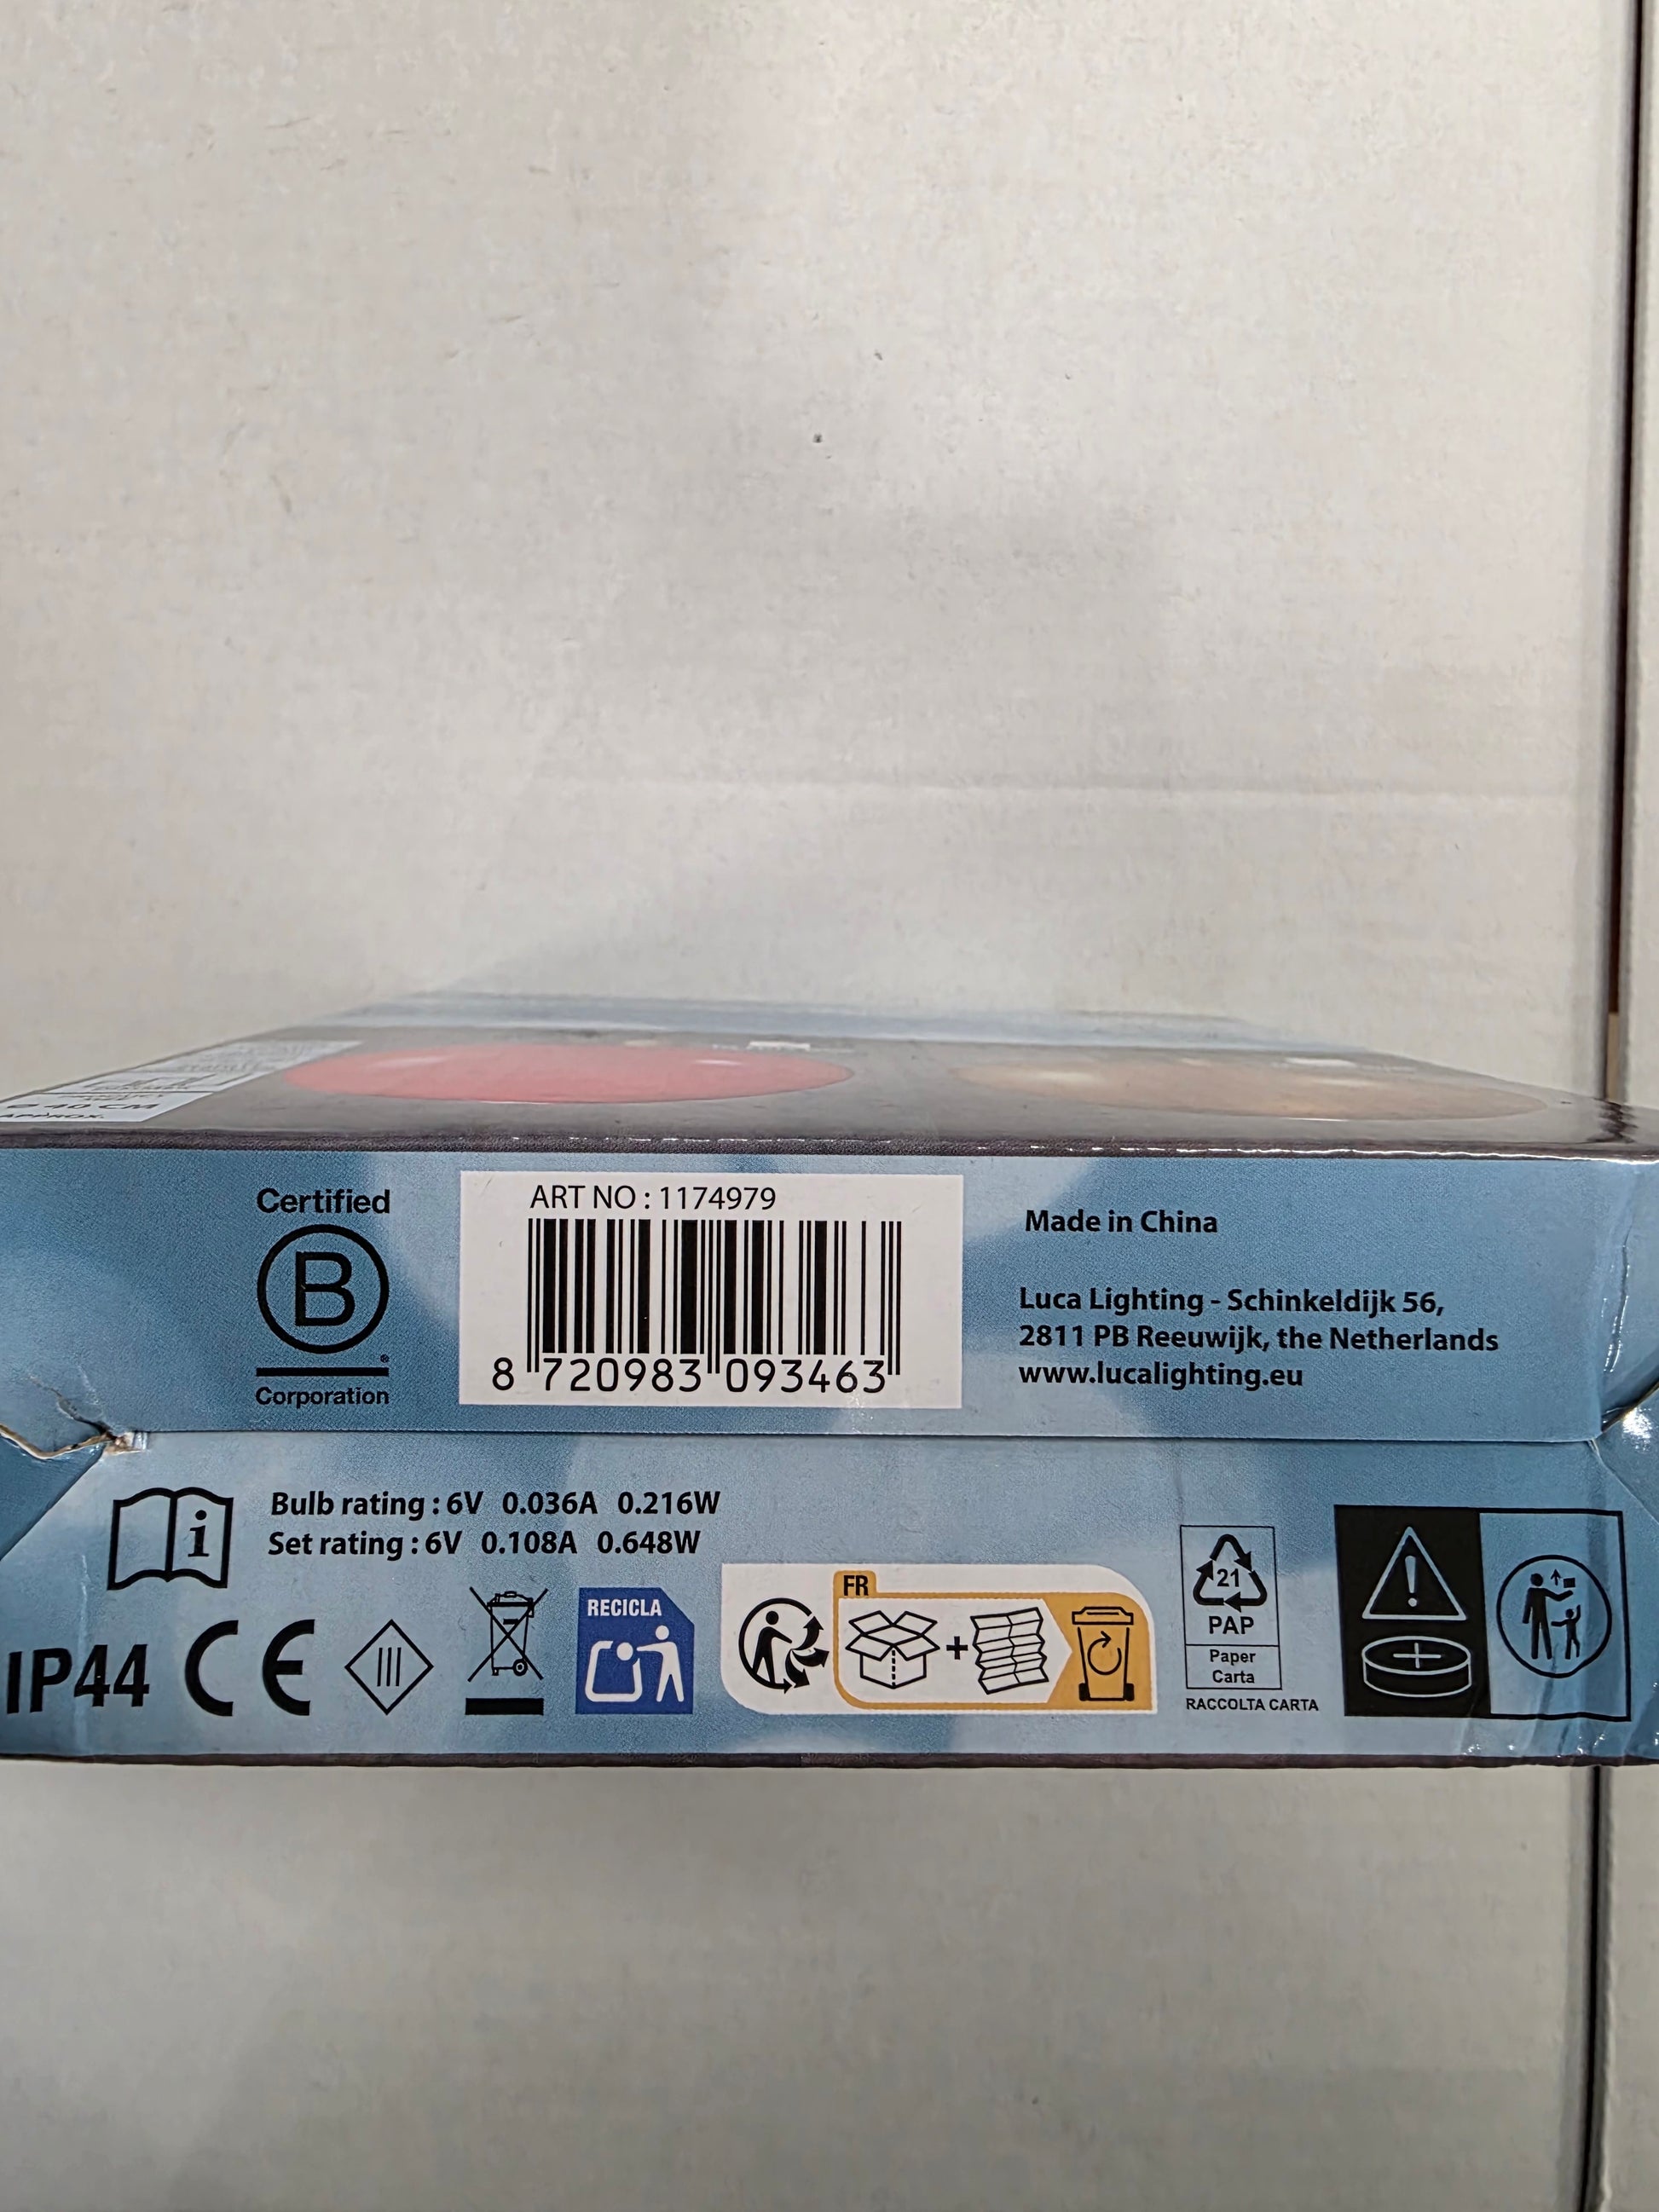 APPROX.
Certified
B
®
Corporation
ART NO : 1174979
8 720983 093463
Made in China
Luca Lighting - Schinkeldijk 56,
2811 PB Reeuwijk, the Netherlands
www.lucalighting.eu
i
Bulb rating : 6V 0.036A 0.216W
Set rating : 6V 0.108A 0.648W
IP44 CE III
RECICLA
FR
+
21
PAP
Paper
Carta
RACCOLTA CARTA
!
+